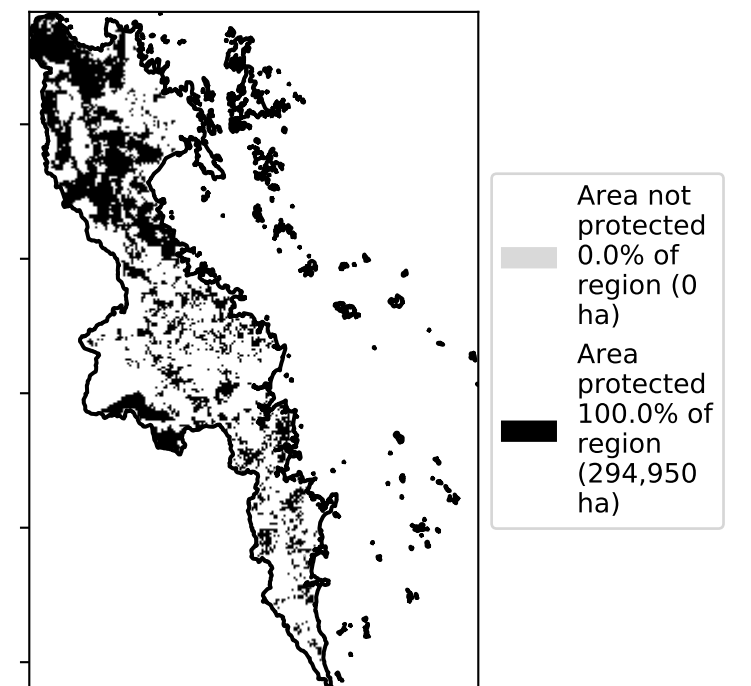 Area not
protected
0.0% of
region (0
ha)
Area
protected
100.0% of
region
(294,950
ha)